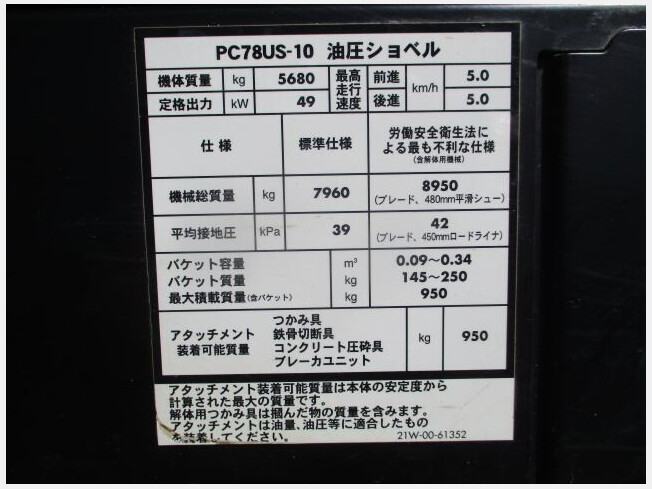 PC78US-10 油圧ショベル
機体質量 kg 5680 最高走行速度 前進 km/h 5.0
定格出力 kW 49 後進 5.0
仕様 標準仕様 労働安全衛生法に
よる最も不利な仕様
(含解体用機械)
機械総質量 kg 7960 8950
(ブレード、480mm平滑シュー)
平均接地圧 kPa 39 42
(ブレード、450mmロードライナ)
バケット容量 m³ 0.09〜0.34
バケット質量 kg 145〜250
最大積載質量(含バケット) kg 950
アタッチメント
装着可能質量
つかみ具
鉄骨切断具
コンクリート圧砕具
ブレーカユニット
kg 950
アタッチメント装着可能質量は本体の安定度から
計算された最大の質量です。
解体用つかみ具は掴んだ物の質量を含みます。
アタッチメントは油量、油圧等に適合したもの
を装着してください。 21W-00-61352